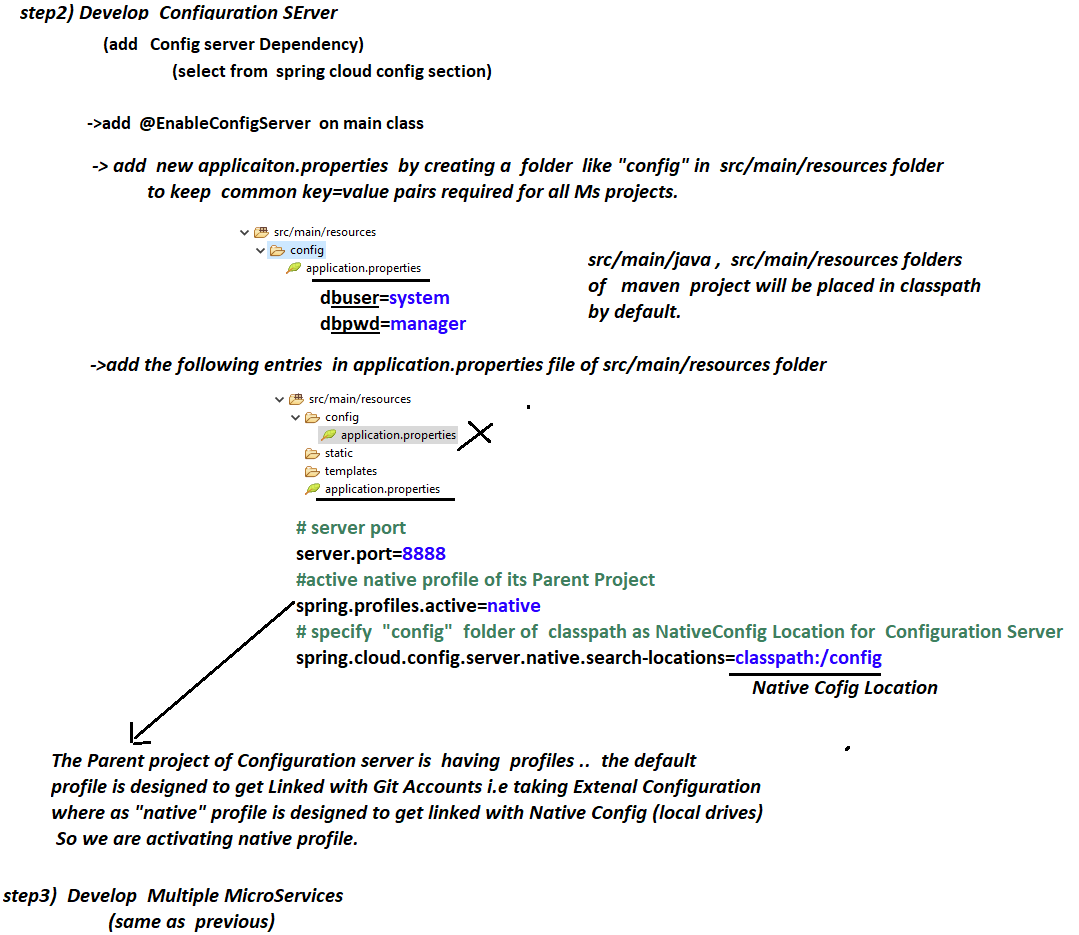 step2) Develop Configuration SErver
(add Config server Dependency)
(select from spring cloud config section)
->add @EnableConfigServer on main class
-> add new applicaiton.properties by creating a folder like "config" in src/main/resources folder
to keep common key=value pairs required for all Ms projects.
src/main/resources
config
application.properties
dbuser=system
dbpwd=manager
src/main/java , src/main/resources folders
of maven project will be placed in classpath
by default.
->add the following entries in application.properties file of src/main/resources folder
src/main/resources
config
application.properties
static
templates
application.properties
# server port
server.port=8888
#active native profile of its Parent Project
spring.profiles.active=native
# specify "config" folder of classpath as NativeConfig Location for Configuration Server
spring.cloud.config.server.native.search-locations=classpath:/config
Native Cofig Location
The Parent project of Configuration server is having profiles .. the default
profile is designed to get Linked with Git Accounts i.e taking Extenal Configuration
where as "native" profile is designed to get linked with Native Config (local drives)
So we are activating native profile.
step3) Develop Multiple MicroServices
(same as previous)